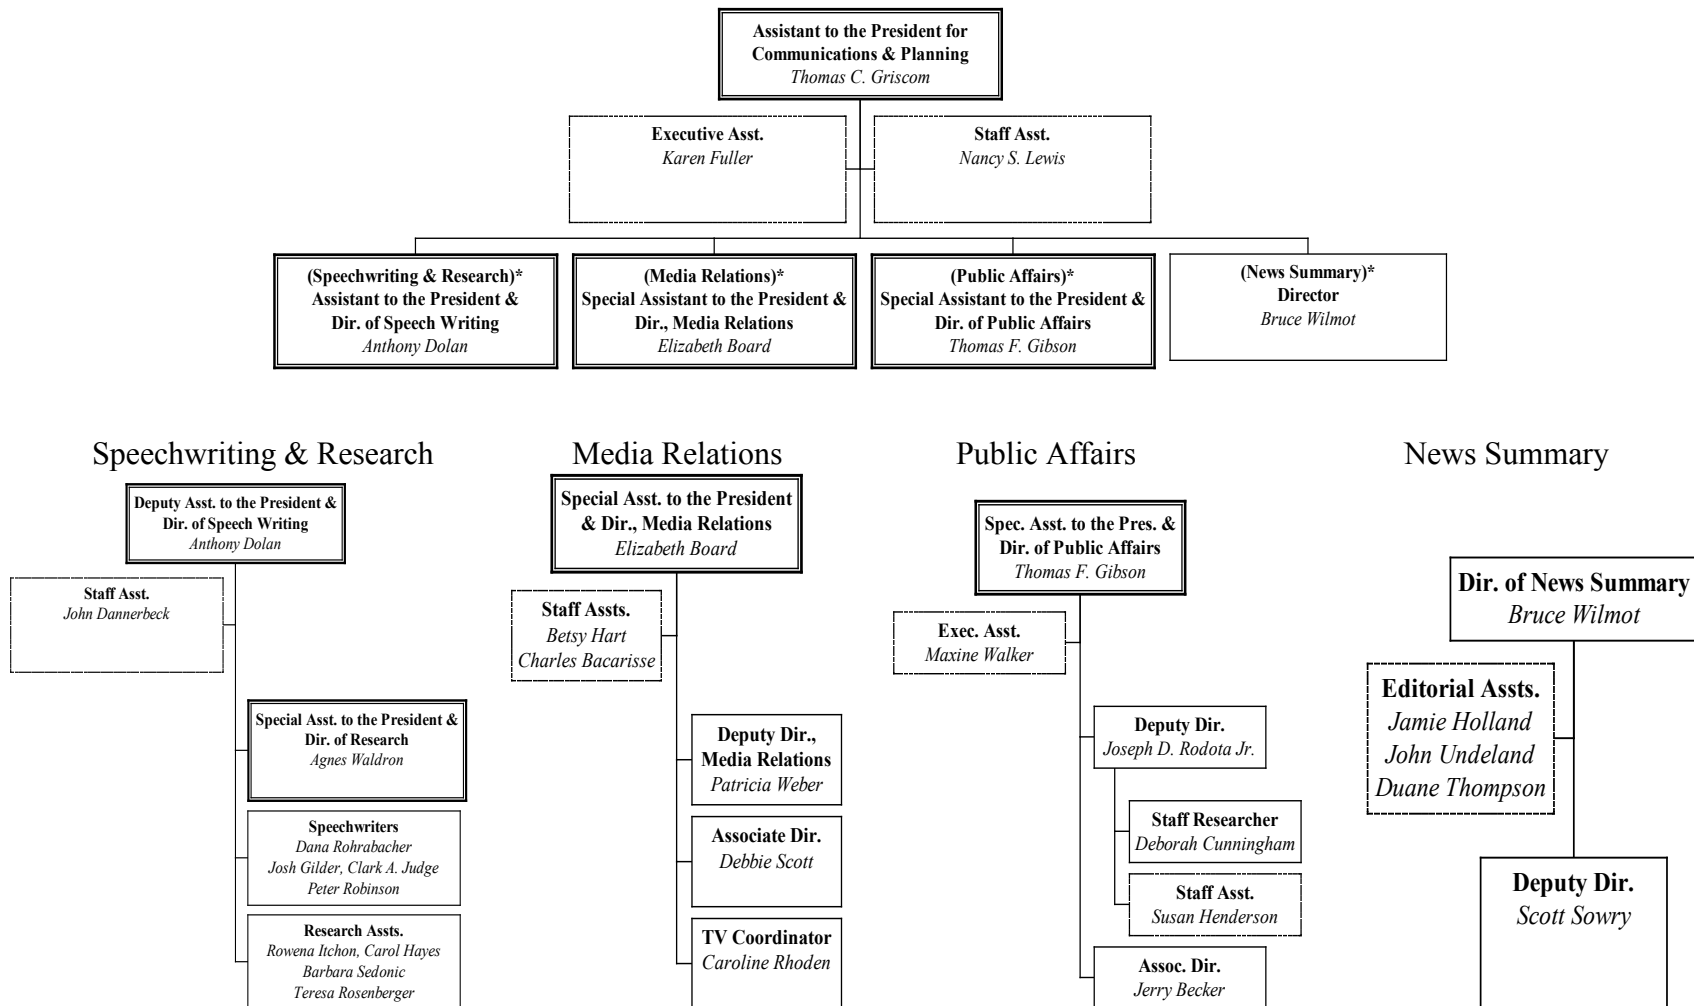 Assistant to the President for
Communications & Planning
Thomas C. Griscom
Executive Asst.
Karen Fuller
Staff Asst.
Nancy S. Lewis
(Speechwriting & Research)*
Assistant to the President &
Dir. of Speech Writing
Anthony Dolan
(Media Relations)*
Special Assistant to the President &
Dir., Media Relations
Elizabeth Board
(Public Affairs)*
Special Assistant to the President &
Dir. of Public Affairs
Thomas F. Gibson
(News Summary)*
Director
Bruce Wilmot
Speechwriting & Research
Deputy Asst. to the President &
Dir. of Speech Writing
Anthony Dolan
Staff Asst.
John Dannerbeck
Special Asst. to the President &
Dir. of Research
Agnes Waldron
Speechwriters
Dana Rohrabacher
Josh Gilder, Clark A. Judge
Peter Robinson
Research Assts.
Rowena Itchon, Carol Hayes
Barbara Sedonic
Teresa Rosenberger
Media Relations
Special Asst. to the President
& Dir., Media Relations
Elizabeth Board
Staff Assts.
Betsy Hart
Charles Bacarisse
Deputy Dir.,
Media Relations
Patricia Weber
Associate Dir.
Debbie Scott
TV Coordinator
Caroline Rhoden
Public Affairs
Spec. Asst. to the Pres. &
Dir. of Public Affairs
Thomas F. Gibson
Exec. Asst.
Maxine Walker
Deputy Dir.
Joseph D. Rodota Jr.
Staff Researcher
Deborah Cunningham
Staff Asst.
Susan Henderson
Assoc. Dir.
Jerry Becker
News Summary
Dir. of News Summary
Bruce Wilmot
Editorial Assts.
Jamie Holland
John Undeland
Duane Thompson
Deputy Dir.
Scott Sowry